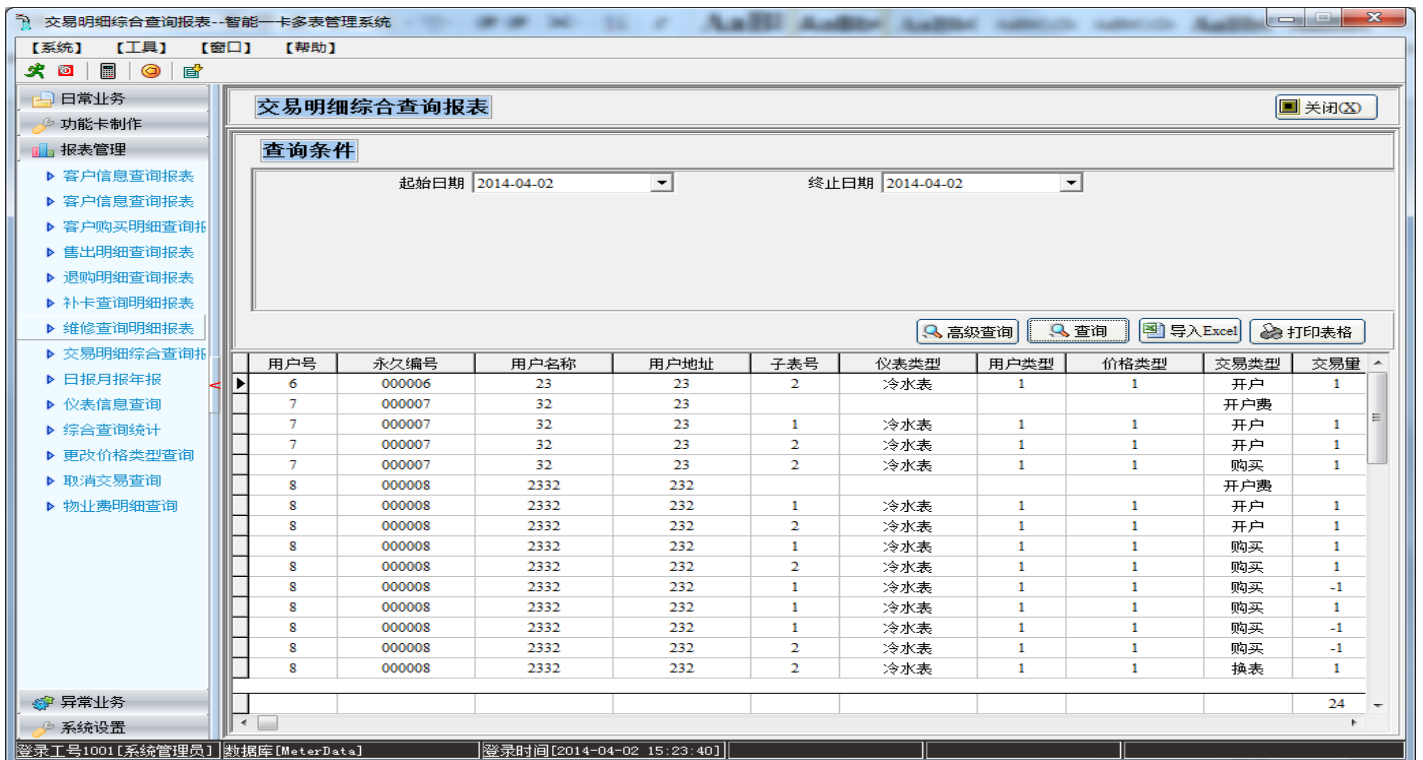 交易明细综合查询报表--智能一卡多表管理系统
【系统】 【工具】 【窗口】 【帮助】
日常业务
功能卡制作
报表管理
客户信息查询报表
客户信息查询报表
客户购买明细查询报
售出明细查询报表
退购明细查询报表
补卡查询明细报表
维修查询明细报表
交易明细综合查询报
日报月报年报
仪表信息查询
综合查询统计
更改价格类型查询
取消交易查询
物业费明细查询
异常业务
系统设置
交易明细综合查询报表 关闭(X)
查询条件
起始日期 2014-04-02 终止日期 2014-04-02
高级查询 查询 导入Excel 打印表格
用户号 永久编号 用户名称 用户地址 子表号 仪表类型 用户类型 价格类型 交易类型 交易量
6 000006 23 23 2 冷水表 1 1 开户 1
7 000007 32 23 开户费
7 000007 32 23 1 冷水表 1 1 开户 1
7 000007 32 23 2 冷水表 1 1 开户 1
7 000007 32 23 2 冷水表 1 1 购买 1
8 000008 2332 232 开户费
8 000008 2332 232 1 冷水表 1 1 开户 1
8 000008 2332 232 2 冷水表 1 1 开户 1
8 000008 2332 232 1 冷水表 1 1 购买 1
8 000008 2332 232 2 冷水表 1 1 购买 1
8 000008 2332 232 1 冷水表 1 1 购买 -1
8 000008 2332 232 1 冷水表 1 1 购买 1
8 000008 2332 232 1 冷水表 1 1 购买 -1
8 000008 2332 232 2 冷水表 1 1 购买 -1
8 000008 2332 232 2 冷水表 1 1 换表 1
24
登录工号1001[系统管理员] 数据库[MeterData] 登录时间[2014-04-02 15:23:40]